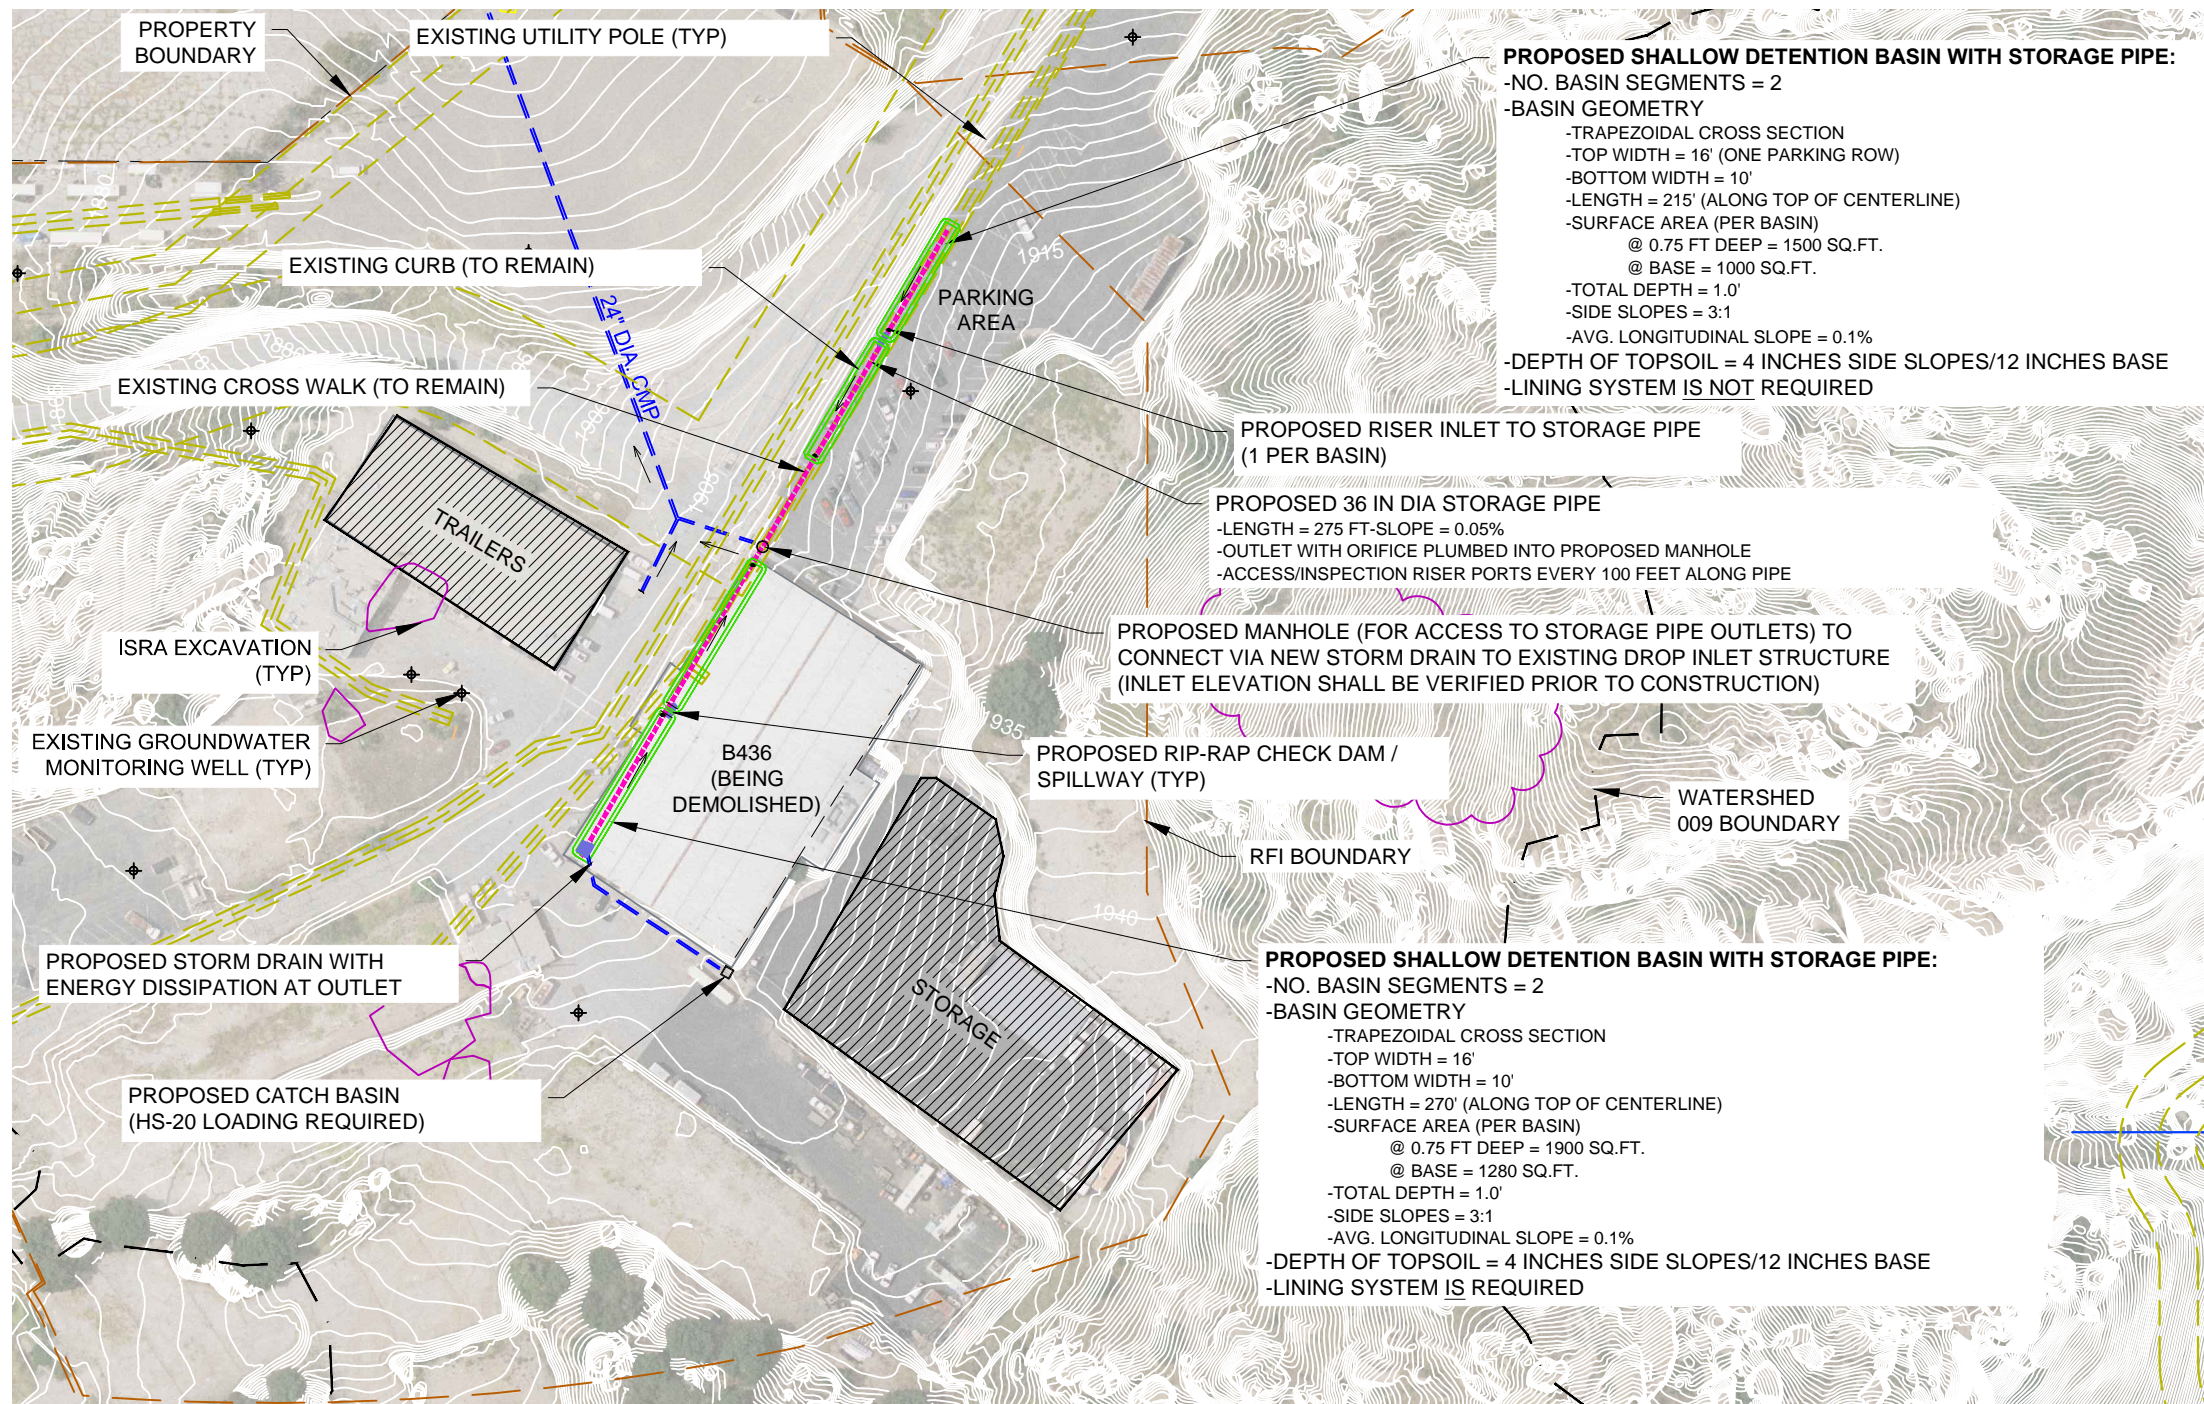 PROPERTY
BOUNDARY
EXISTING UTILITY POLE (TYP)
PROPOSED SHALLOW DETENTION BASIN WITH STORAGE PIPE:
-NO. BASIN SEGMENTS = 2
-BASIN GEOMETRY
-TRAPEZOIDAL CROSS SECTION
-TOP WIDTH = 16' (ONE PARKING ROW)
-BOTTOM WIDTH = 10'
-LENGTH = 215' (ALONG TOP OF CENTERLINE)
-SURFACE AREA (PER BASIN)
@ 0.75 FT DEEP = 1500 SQ.FT.
@ BASE = 1000 SQ.FT.
-TOTAL DEPTH = 1.0'
-SIDE SLOPES = 3:1
-AVG. LONGITUDINAL SLOPE = 0.1%
-DEPTH OF TOPSOIL = 4 INCHES SIDE SLOPES/12 INCHES BASE
-LINING SYSTEM IS NOT REQUIRED
1880
1915
EXISTING CURB (TO REMAIN)
24" DIA. CMP
PARKING
AREA
EXISTING CROSS WALK (TO REMAIN)
1905
PROPOSED RISER INLET TO STORAGE PIPE
(1 PER BASIN)
PROPOSED 36 IN DIA STORAGE PIPE
-LENGTH = 275 FT-SLOPE = 0.05%
-OUTLET WITH ORIFICE PLUMBED INTO PROPOSED MANHOLE
-ACCESS/INSPECTION RISER PORTS EVERY 100 FEET ALONG PIPE
TRAILERS
ISRA EXCAVATION
(TYP)
PROPOSED MANHOLE (FOR ACCESS TO STORAGE PIPE OUTLETS) TO
CONNECT VIA NEW STORM DRAIN TO EXISTING DROP INLET STRUCTURE
(INLET ELEVATION SHALL BE VERIFIED PRIOR TO CONSTRUCTION)
1935
EXISTING GROUNDWATER
MONITORING WELL (TYP)
B436
(BEING
DEMOLISHED)
PROPOSED RIP-RAP CHECK DAM /
SPILLWAY (TYP)
WATERSHED
009 BOUNDARY
RFI BOUNDARY
1940
PROPOSED STORM DRAIN WITH
ENERGY DISSIPATION AT OUTLET
STORAGE
PROPOSED CATCH BASIN
(HS-20 LOADING REQUIRED)
PROPOSED SHALLOW DETENTION BASIN WITH STORAGE PIPE:
-NO. BASIN SEGMENTS = 2
-BASIN GEOMETRY
-TRAPEZOIDAL CROSS SECTION
-TOP WIDTH = 16'
-BOTTOM WIDTH = 10'
-LENGTH = 270' (ALONG TOP OF CENTERLINE)
-SURFACE AREA (PER BASIN)
@ 0.75 FT DEEP = 1900 SQ.FT.
@ BASE = 1280 SQ.FT.
-TOTAL DEPTH = 1.0'
-SIDE SLOPES = 3:1
-AVG. LONGITUDINAL SLOPE = 0.1%
-DEPTH OF TOPSOIL = 4 INCHES SIDE SLOPES/12 INCHES BASE
-LINING SYSTEM IS REQUIRED